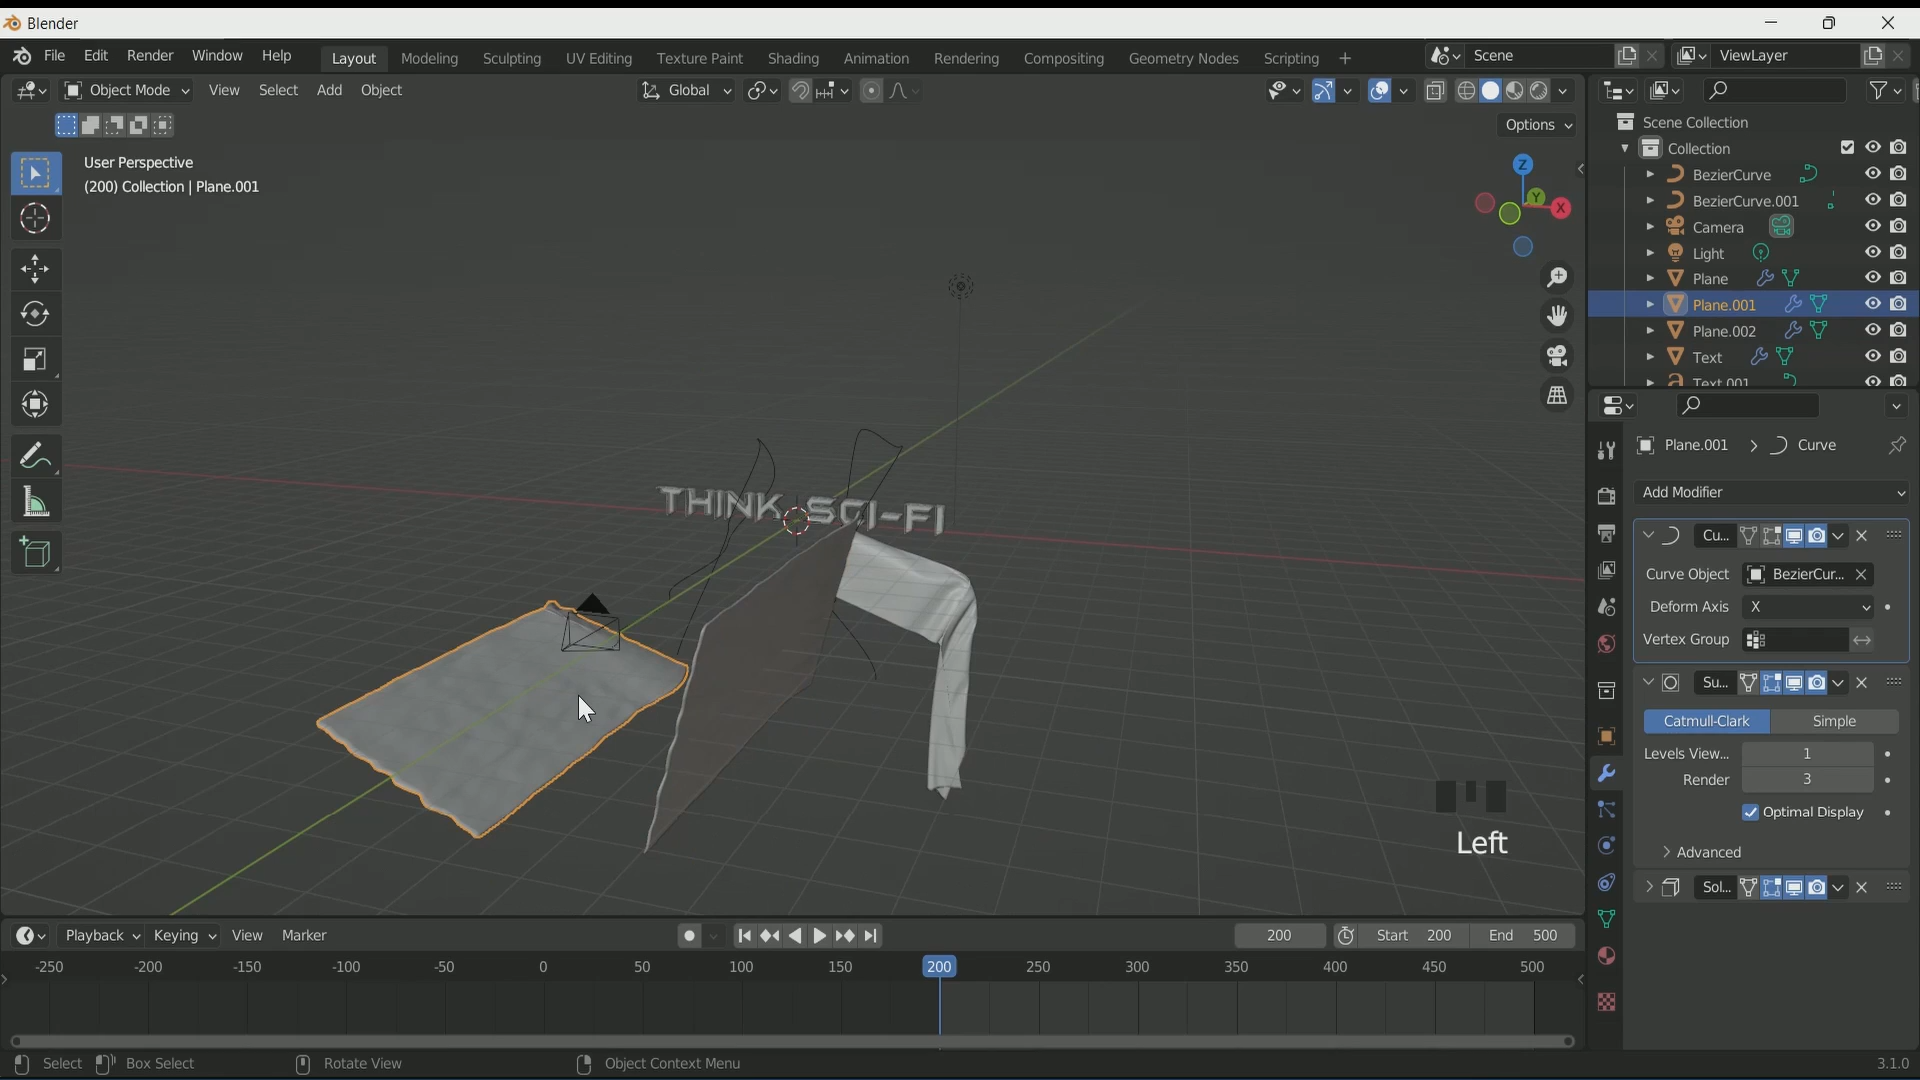 Blender
File Edit Render Window Help Layout Modeling Sculpting UV Editing Texture Paint Shading Animation Rendering Compositing Geometry Nodes Scripting + Scene ViewLayer
Object Mode View Select Add Object Global
Options
User Perspective
(200) Collection | Plane.001
Z
Y
X
THINK SCI-FI
Left
Scene Collection
Collection
BezierCurve
BezierCurve.001
Camera
Light
Plane
Plane.001
Plane.002
Text
Text.001
Plane.001 > Curve
Add Modifier
Cu...
Curve Object BezierCur...
Deform Axis X
Vertex Group
Su...
Catmull-Clark Simple
Levels View... 1
Render 3
Optimal Display
Advanced
Sol...
Playback Keying View Marker 200 Start 200 End 500
-250 -200 -150 -100 -50 0 50 100 150 200 250 300 350 400 450 500
Select Box Select Rotate View Object Context Menu 3.1.0